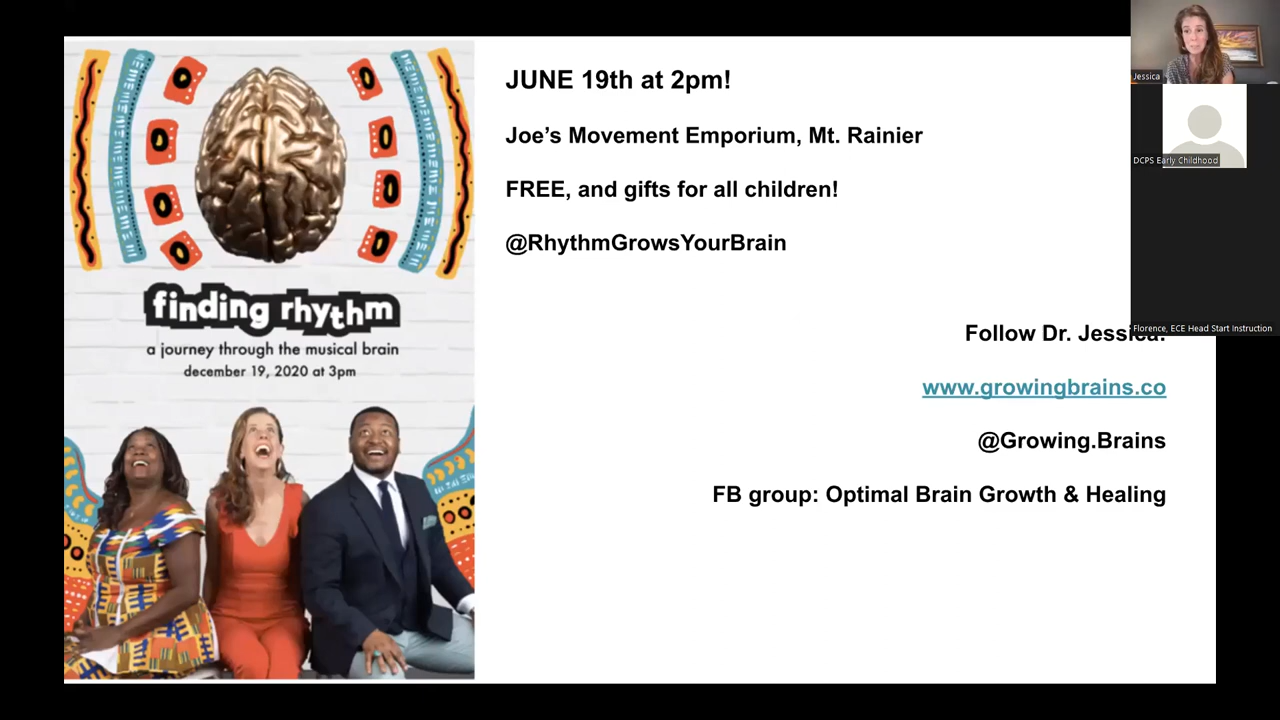 JUNE 19th at 2pm!
Joe’s Movement Emporium, Mt. Rainier
FREE, and gifts for all children!
@RhythmGrowsYourBrain
Follow Dr. Jessica:
www.growingbrains.co
@Growing.Brains
FB group: Optimal Brain Growth & Healing
finding rhythm
a journey through the musical brain
december 19, 2020 at 3pm
Jessica
DCPS Early Childhood
Florence, ECE Head Start Instruction